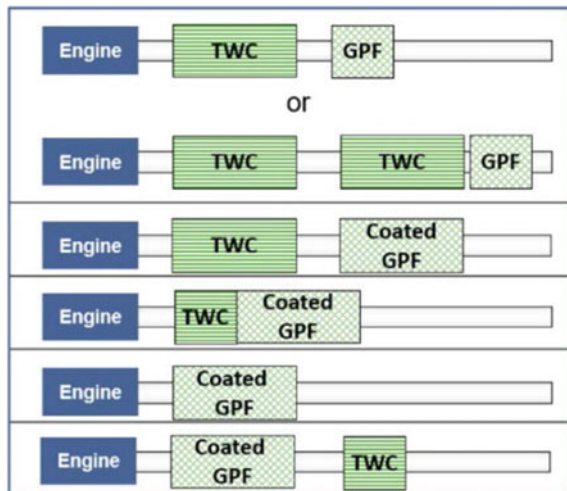 Engine TWC GPF
or
Engine TWC TWC GPF
Engine TWC Coated GPF
Engine TWC Coated GPF
Engine Coated GPF
Engine Coated GPF TWC